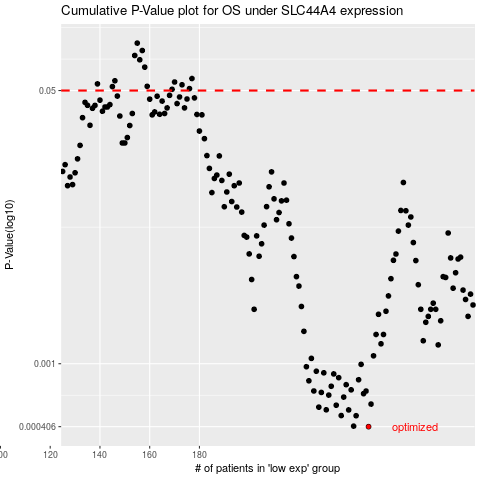 Cumulative P-Value plot for OS under SLC44A4 expression
P-Value(log10)
0.05
0.001
0.000406
optimized
00 120 140 160 180
# of patients in 'low exp' group